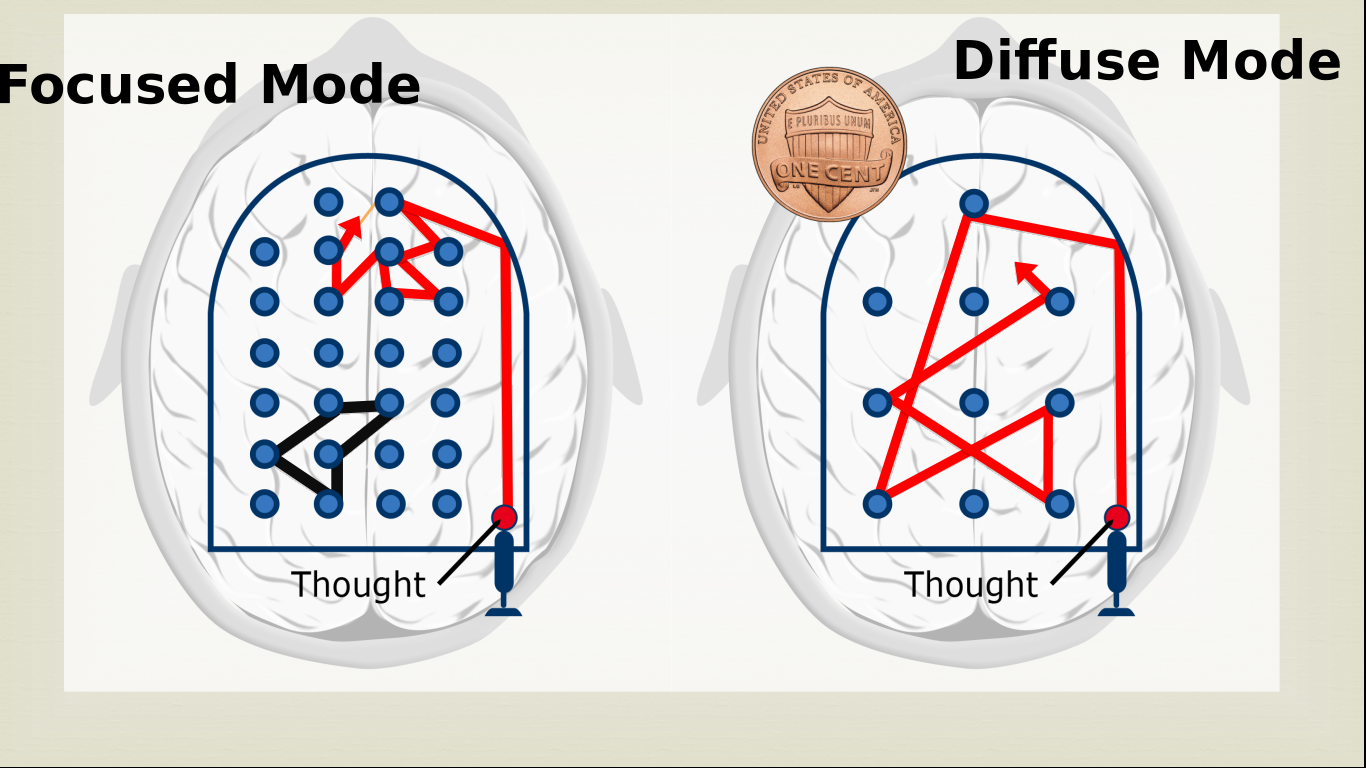 Focused Mode
Diffuse Mode
UNITED STATES OF AMERICA
E PLURIBUS UNUM
ONE CENT
Thought
Thought